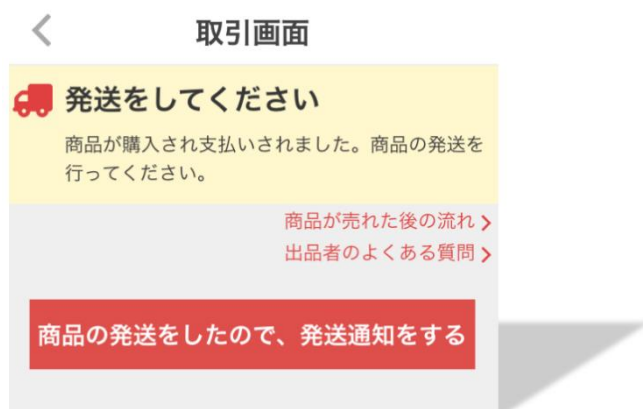 取引画面
発送をしてください
商品が購入され支払いされました。商品の発送を
行ってください。
商品が売れた後の流れ
出品者のよくある質問
商品の発送をしたので、発送通知をする